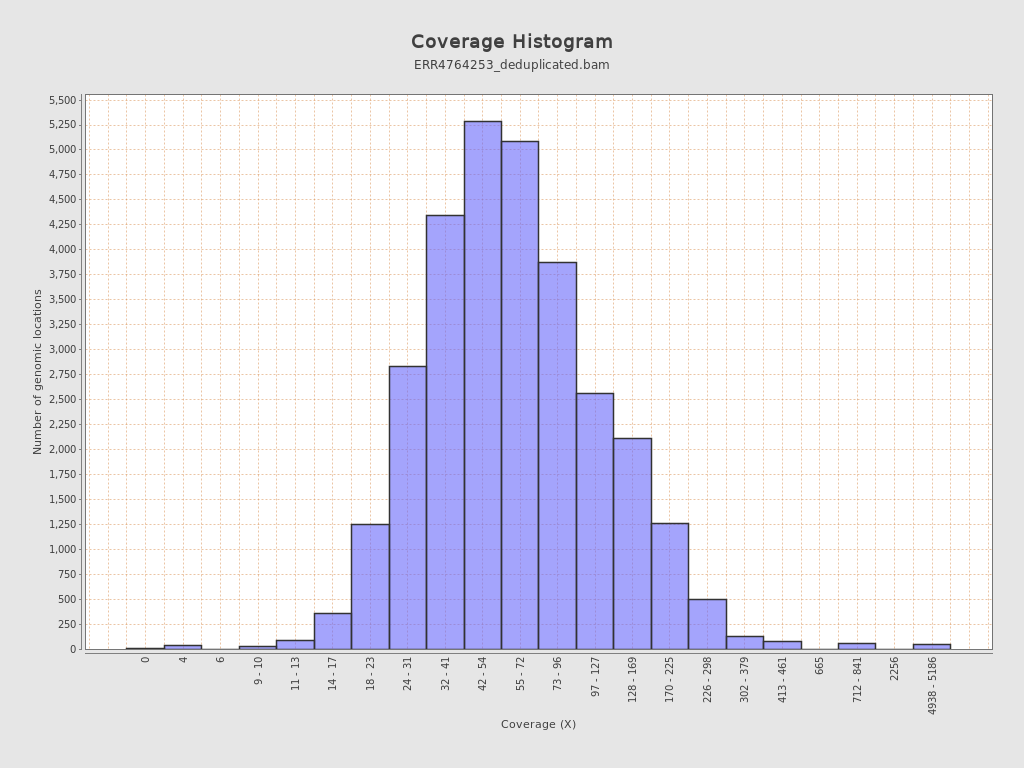 Coverage Histogram
ERR4764253_deduplicated.bam
5,500
5,250
5,000
4,750
4,500
4,250
4,000
3,750
3,500
3,250
3,000
2,750
2,500
2,250
2,000
1,750
1,500
1,250
1,000
750
500
250
0
Number of genomic locations
0
4
6
9 - 10
11 - 13
14 - 17
18 - 23
24 - 31
32 - 41
42 - 54
55 - 72
73 - 96
97 - 127
128 - 169
170 - 225
226 - 298
302 - 379
413 - 461
665
712 - 841
2256
4938 - 5186
Coverage (X)